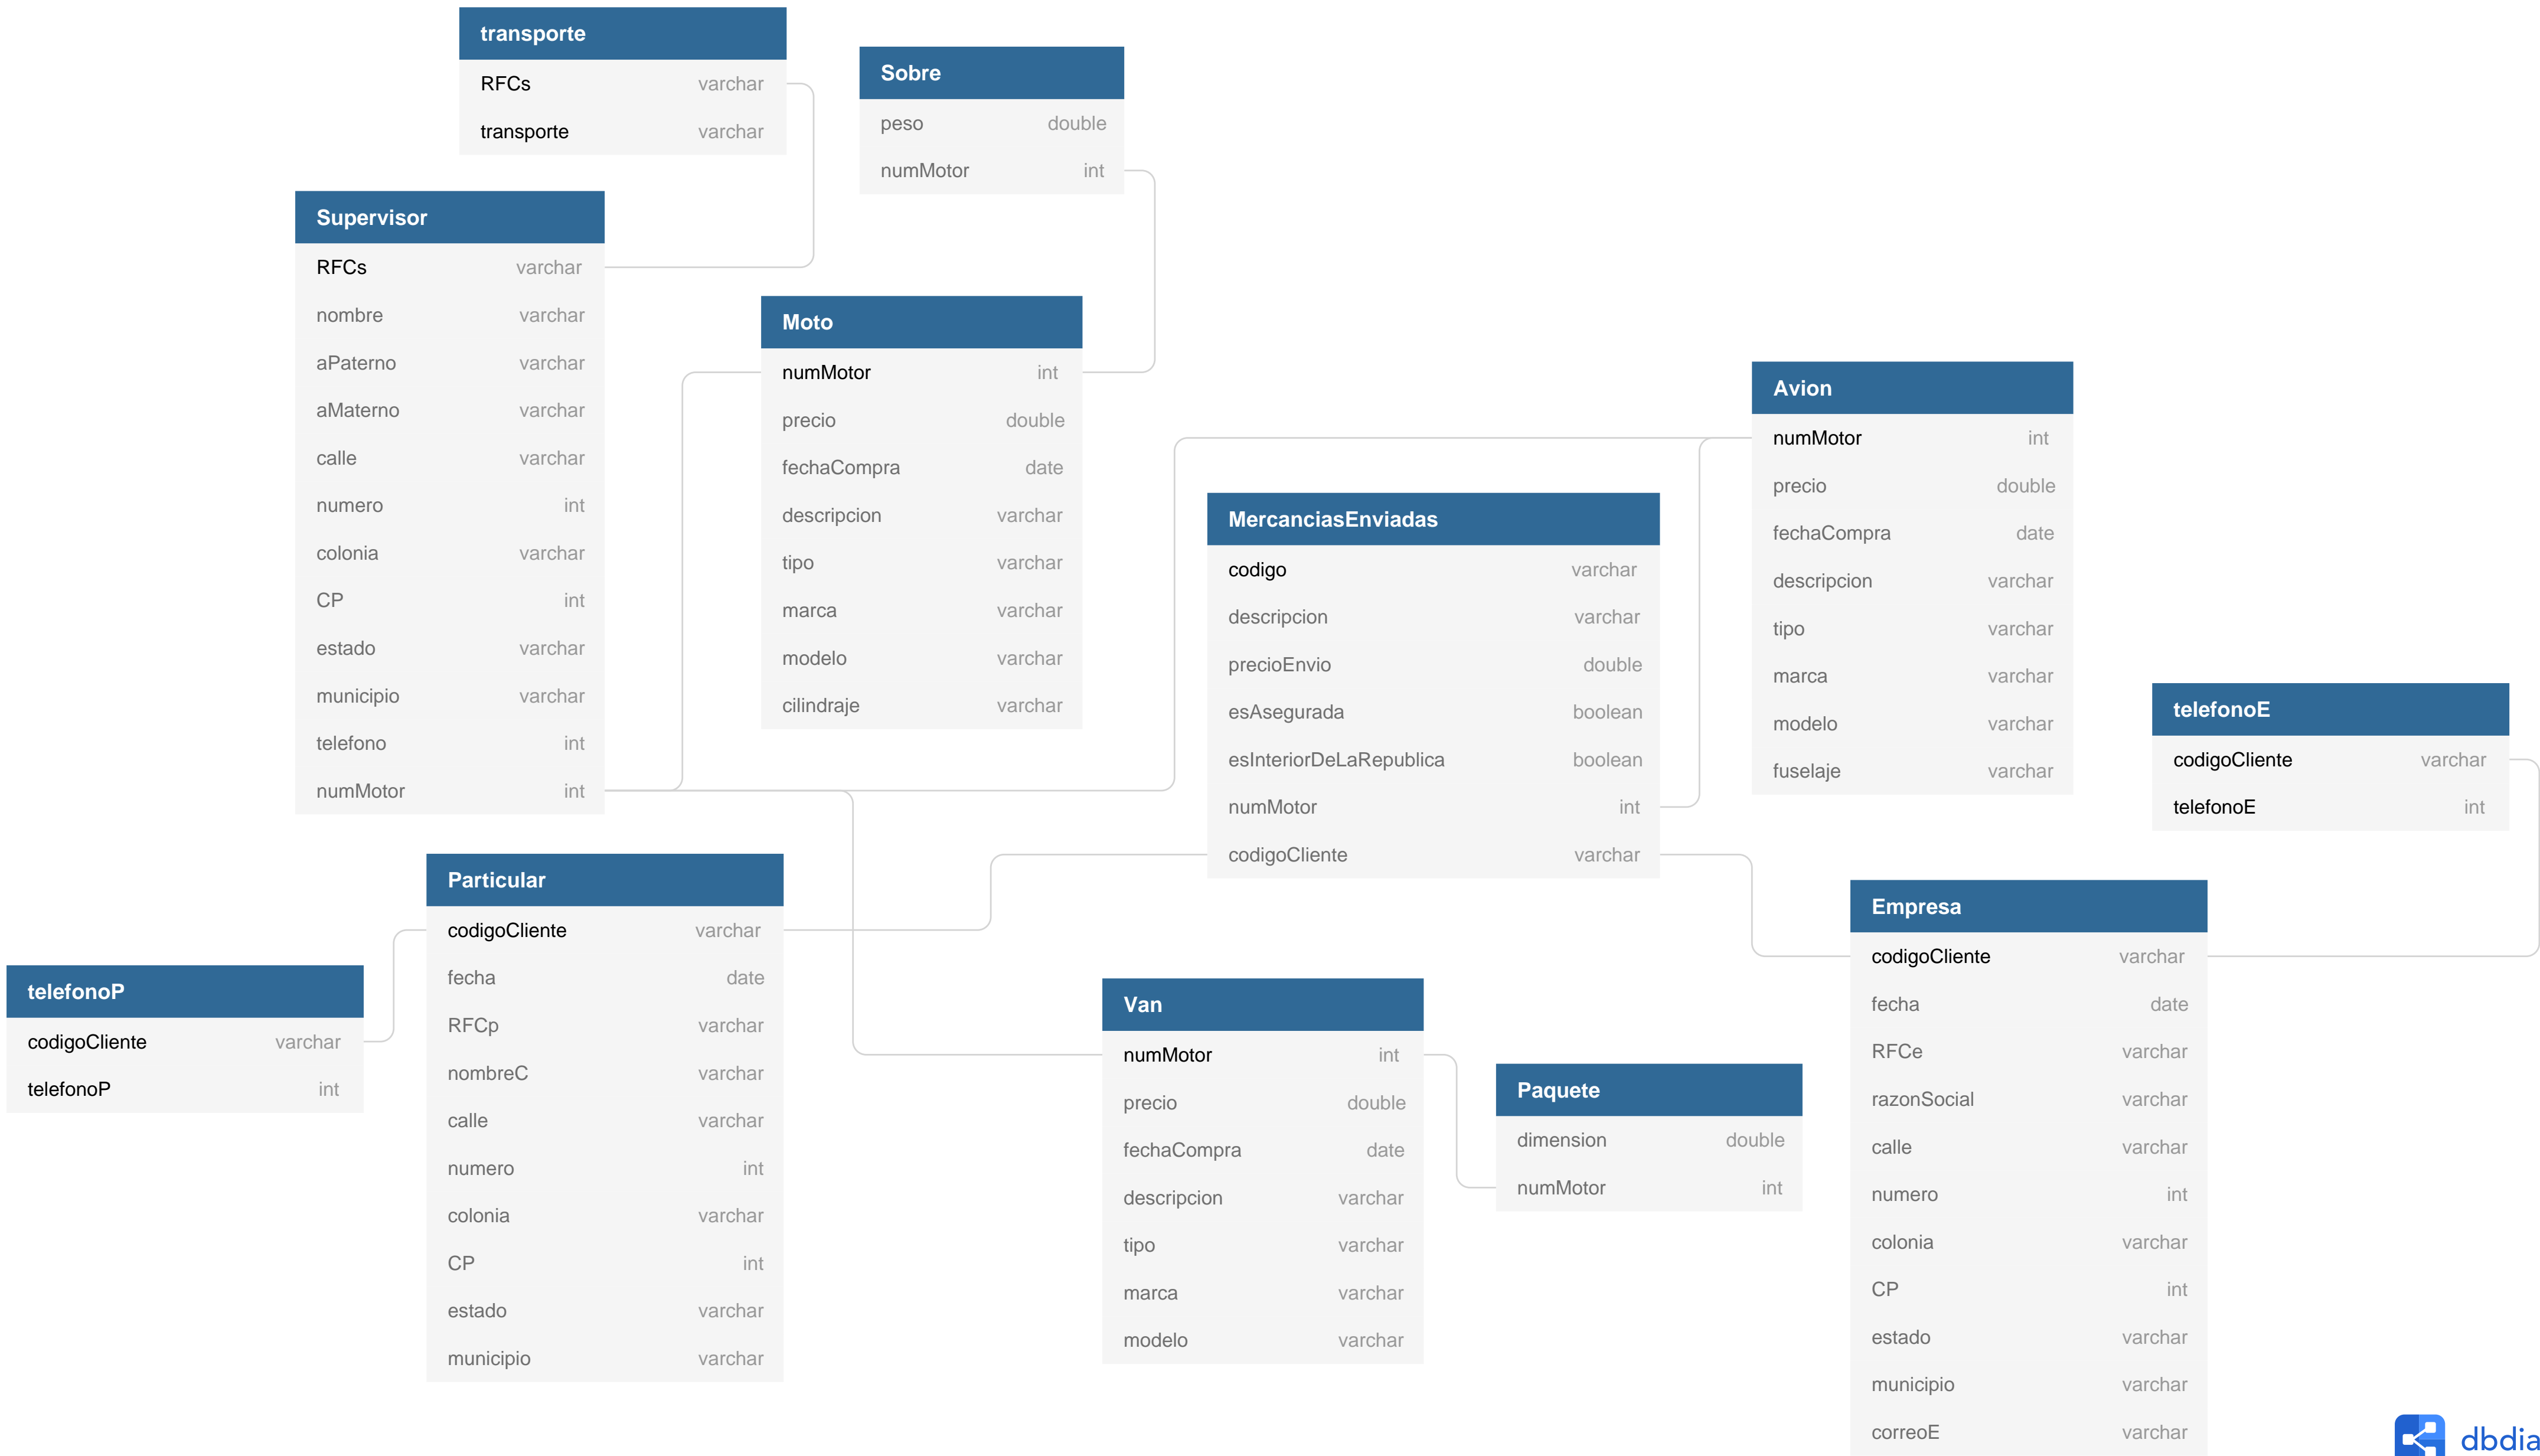 transporte
RFCs varchar
transporte varchar
Sobre
peso double
numMotor int
Supervisor
RFCs varchar
nombre varchar
aPaterno varchar
aMaterno varchar
calle varchar
numero int
colonia varchar
CP int
estado varchar
municipio varchar
telefono int
numMotor int
Moto
numMotor int
precio double
fechaCompra date
descripcion varchar
tipo varchar
marca varchar
modelo varchar
cilindraje varchar
Avion
numMotor int
precio double
fechaCompra date
descripcion varchar
tipo varchar
marca varchar
modelo varchar
fuselaje varchar
MercanciasEnviadas
codigo varchar
descripcion varchar
precioEnvio double
esAsegurada boolean
esInteriorDeLaRepublica boolean
numMotor int
codigoCliente varchar
telefonoE
codigoCliente varchar
telefonoE int
Particular
codigoCliente varchar
fecha date
RFCp varchar
nombreC varchar
calle varchar
numero int
colonia varchar
CP int
estado varchar
municipio varchar
telefonoP
codigoCliente varchar
telefonoP int
Van
numMotor int
precio double
fechaCompra date
descripcion varchar
tipo varchar
marca varchar
modelo varchar
Paquete
dimension double
numMotor int
Empresa
codigoCliente varchar
fecha date
RFCe varchar
razonSocial varchar
calle varchar
numero int
colonia varchar
CP int
estado varchar
municipio varchar
correoE varchar
dbdia